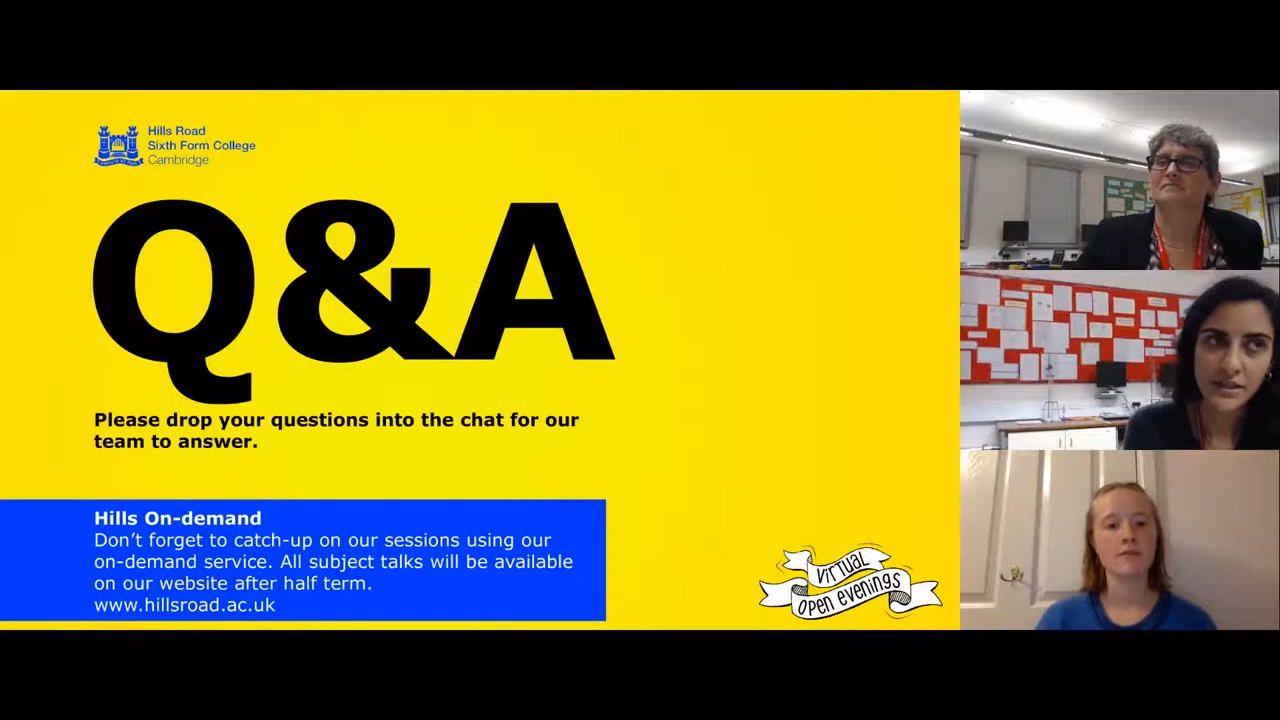 Hills Road
Sixth Form College
Cambridge
Q&A
Please drop your questions into the chat for our
team to answer.
Hills On-demand
Don't forget to catch-up on our sessions using our
on-demand service. All subject talks will be available
on our website after half term.
www.hillsroad.ac.uk
VIRTUAL
OPEN EVENINGS